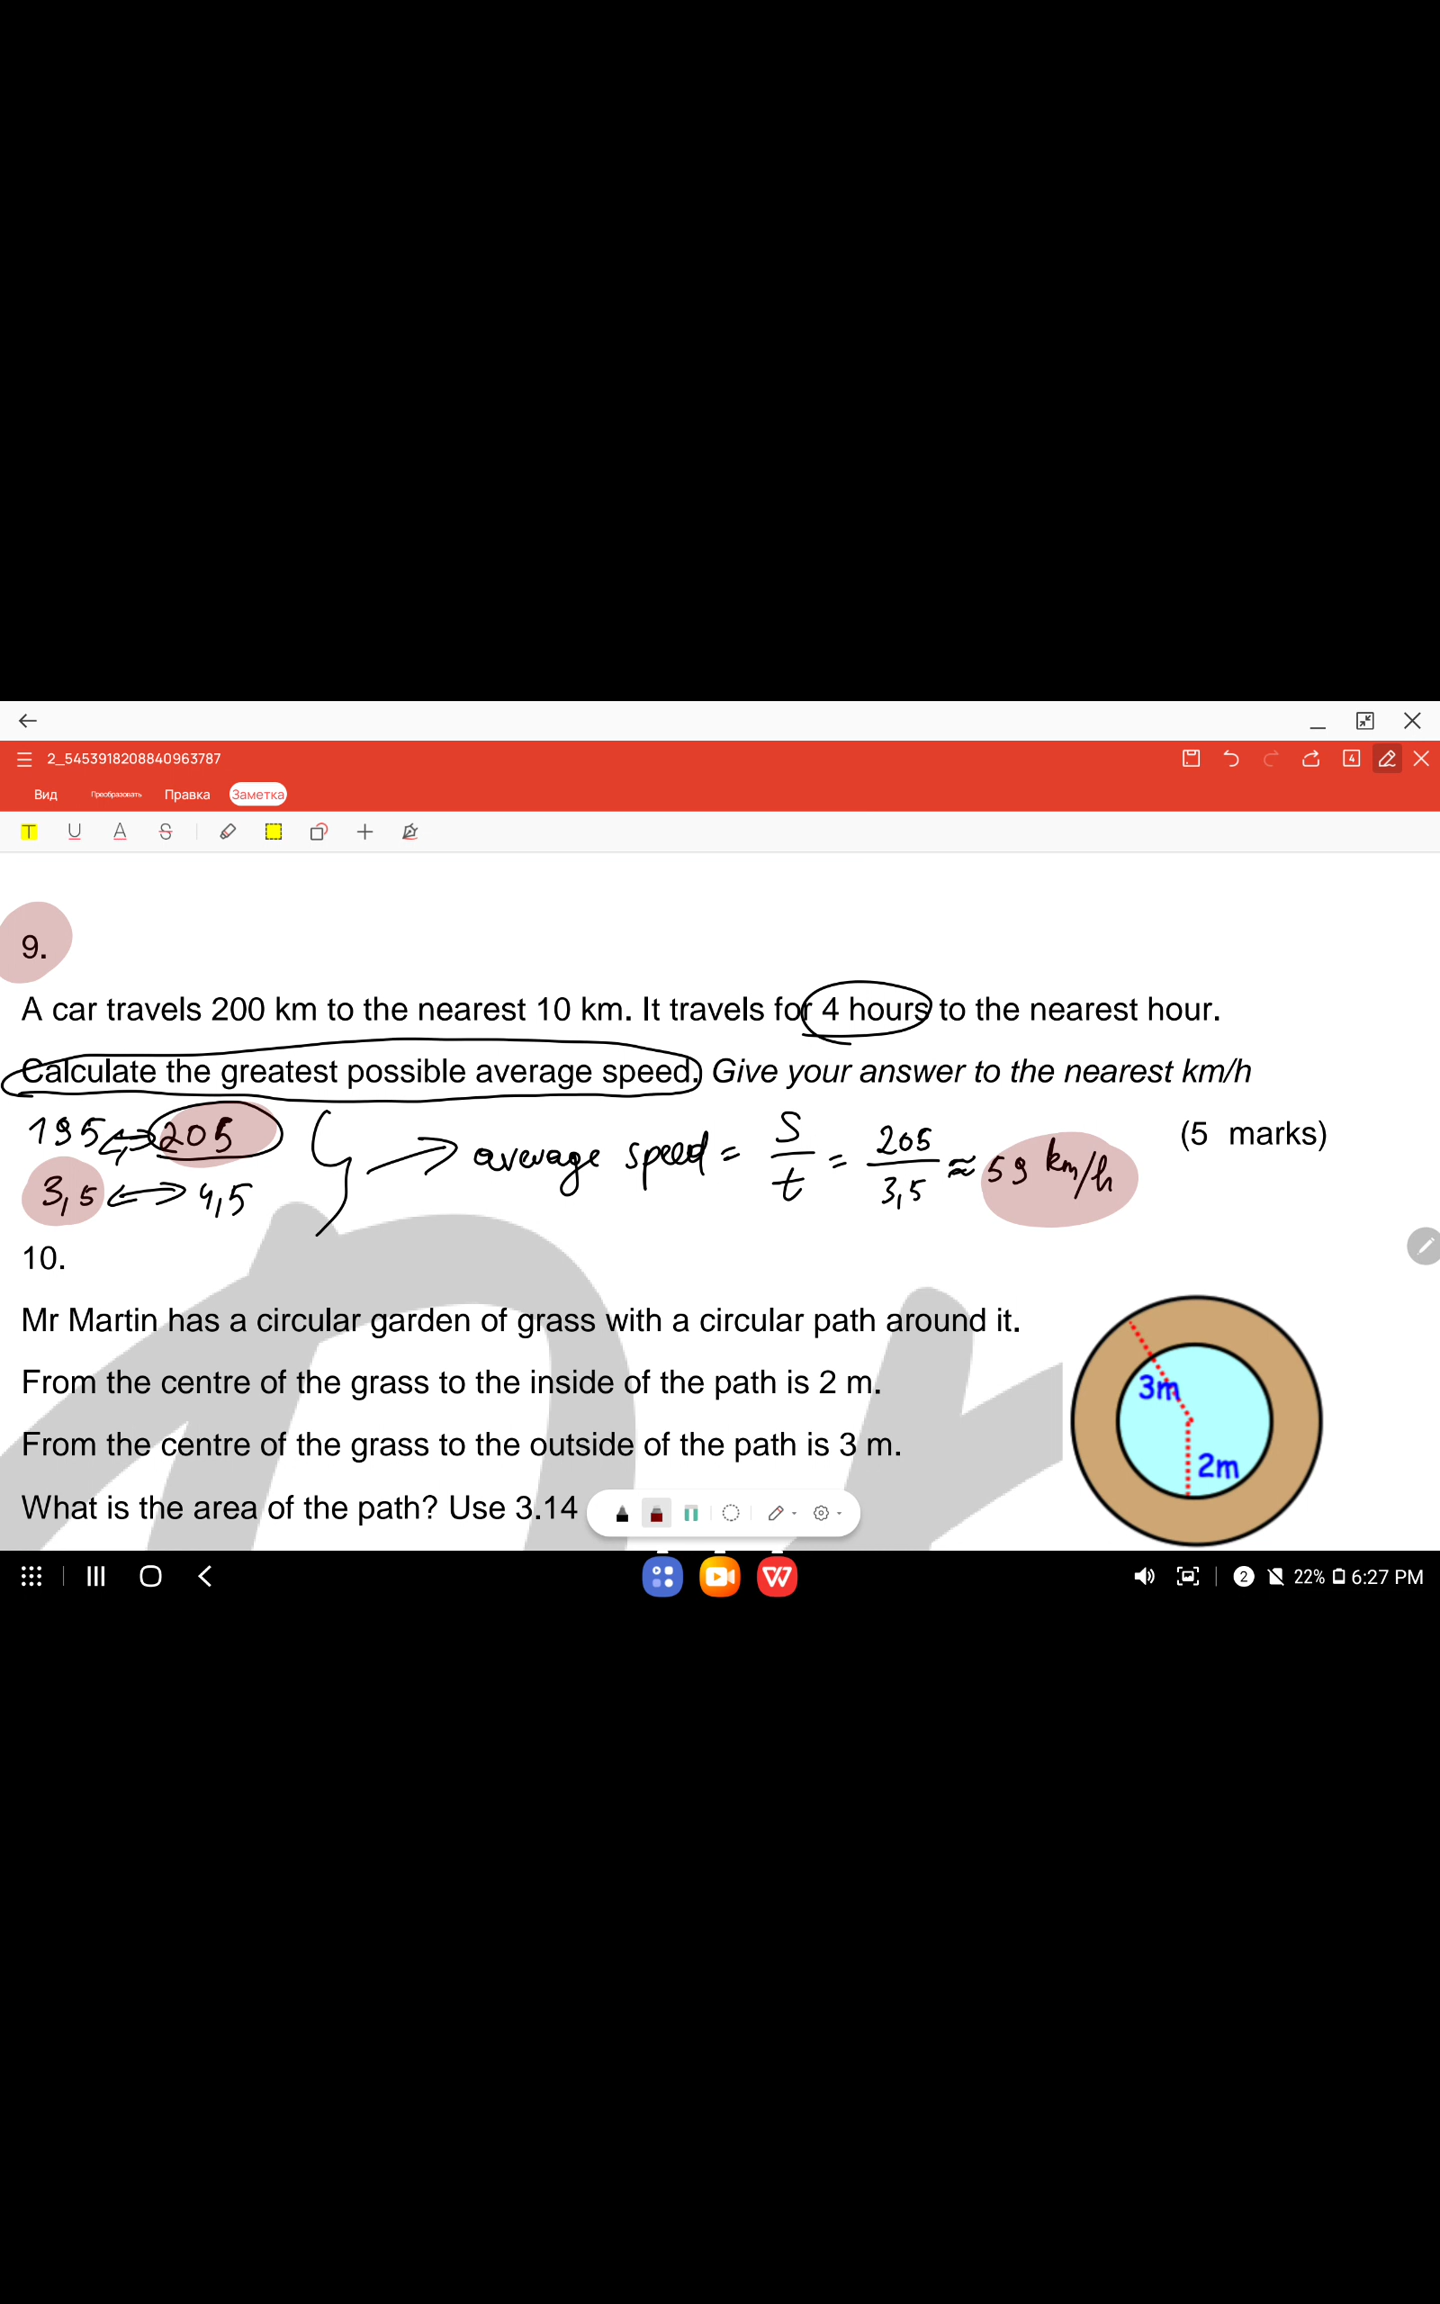 2_5453918208840963787
4
Вид Преобразовать Правка Заметка
T U A S
9.
A car travels 200 km to the nearest 10 km. It travels for 4 hours to the nearest hour.
Calculate the greatest possible average speed. Give your answer to the nearest km/h
195 ↔ 205
3,5 ↔ 4,5
→ average speed = S/t = 205/3,5 ≈ 59 km/h
(5 marks)
10.
Mr Martin has a circular garden of grass with a circular path around it.
From the centre of the grass to the inside of the path is 2 m.
From the centre of the grass to the outside of the path is 3 m.
What is the area of the path? Use 3.14
3m
2m
2 22% 6:27 PM